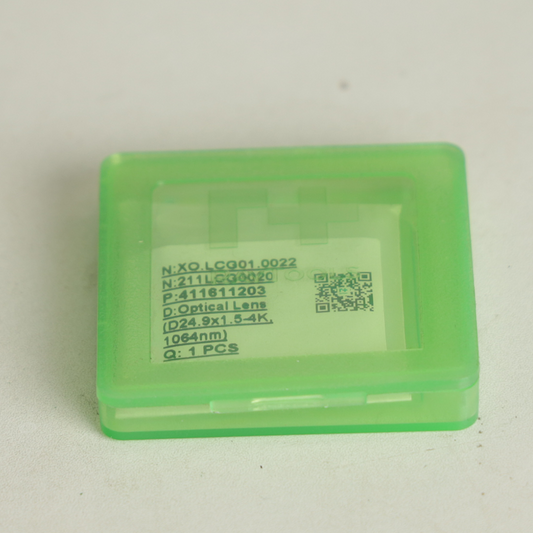 N:XO.LCG01.0022
N:211LCG0020
P:411611203
D:Optical Lens
(D24.9x1.5-4K,
1064nm)
Q: 1 PCS